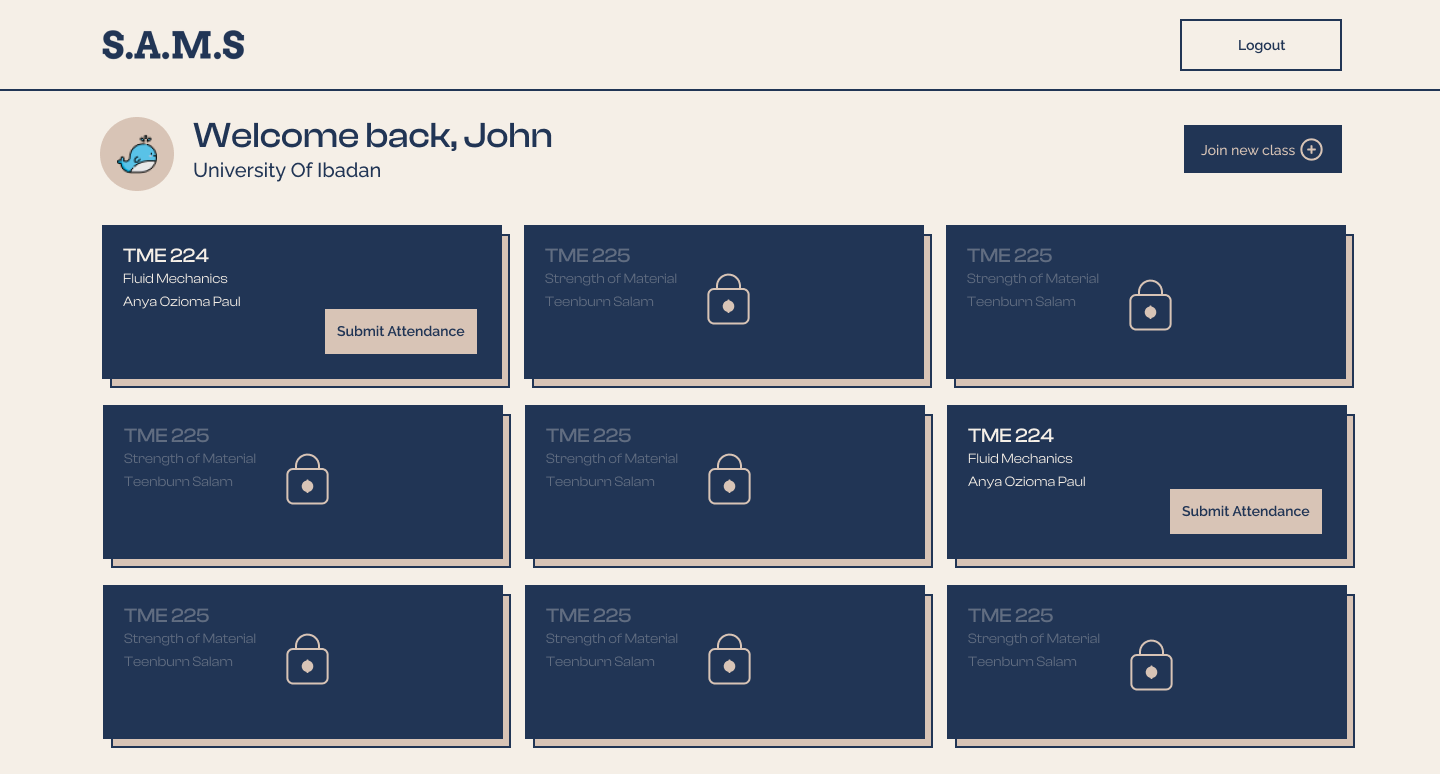 S.A.M.S
Logout
Welcome back, John
University Of Ibadan
Join new class
TME 224
Fluid Mechanics
Anya Ozioma Paul
Submit Attendance
TME 225
Strength of Material
Teenburn Salam
TME 225
Strength of Material
Teenburn Salam
TME 225
Strength of Material
Teenburn Salam
TME 225
Strength of Material
Teenburn Salam
TME 224
Fluid Mechanics
Anya Ozioma Paul
Submit Attendance
TME 225
Strength of Material
Teenburn Salam
TME 225
Strength of Material
Teenburn Salam
TME 225
Strength of Material
Teenburn Salam